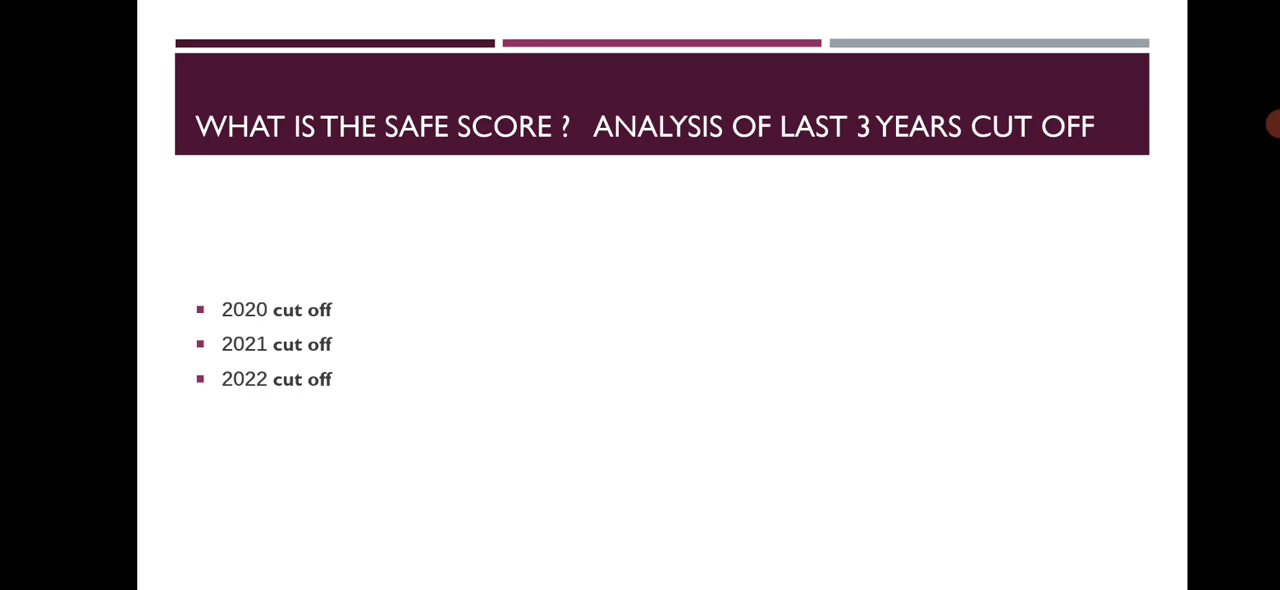 WHAT IS THE SAFE SCORE ? ANALYSIS OF LAST 3 YEARS CUT OFF
2020 cut off
2021 cut off
2022 cut off